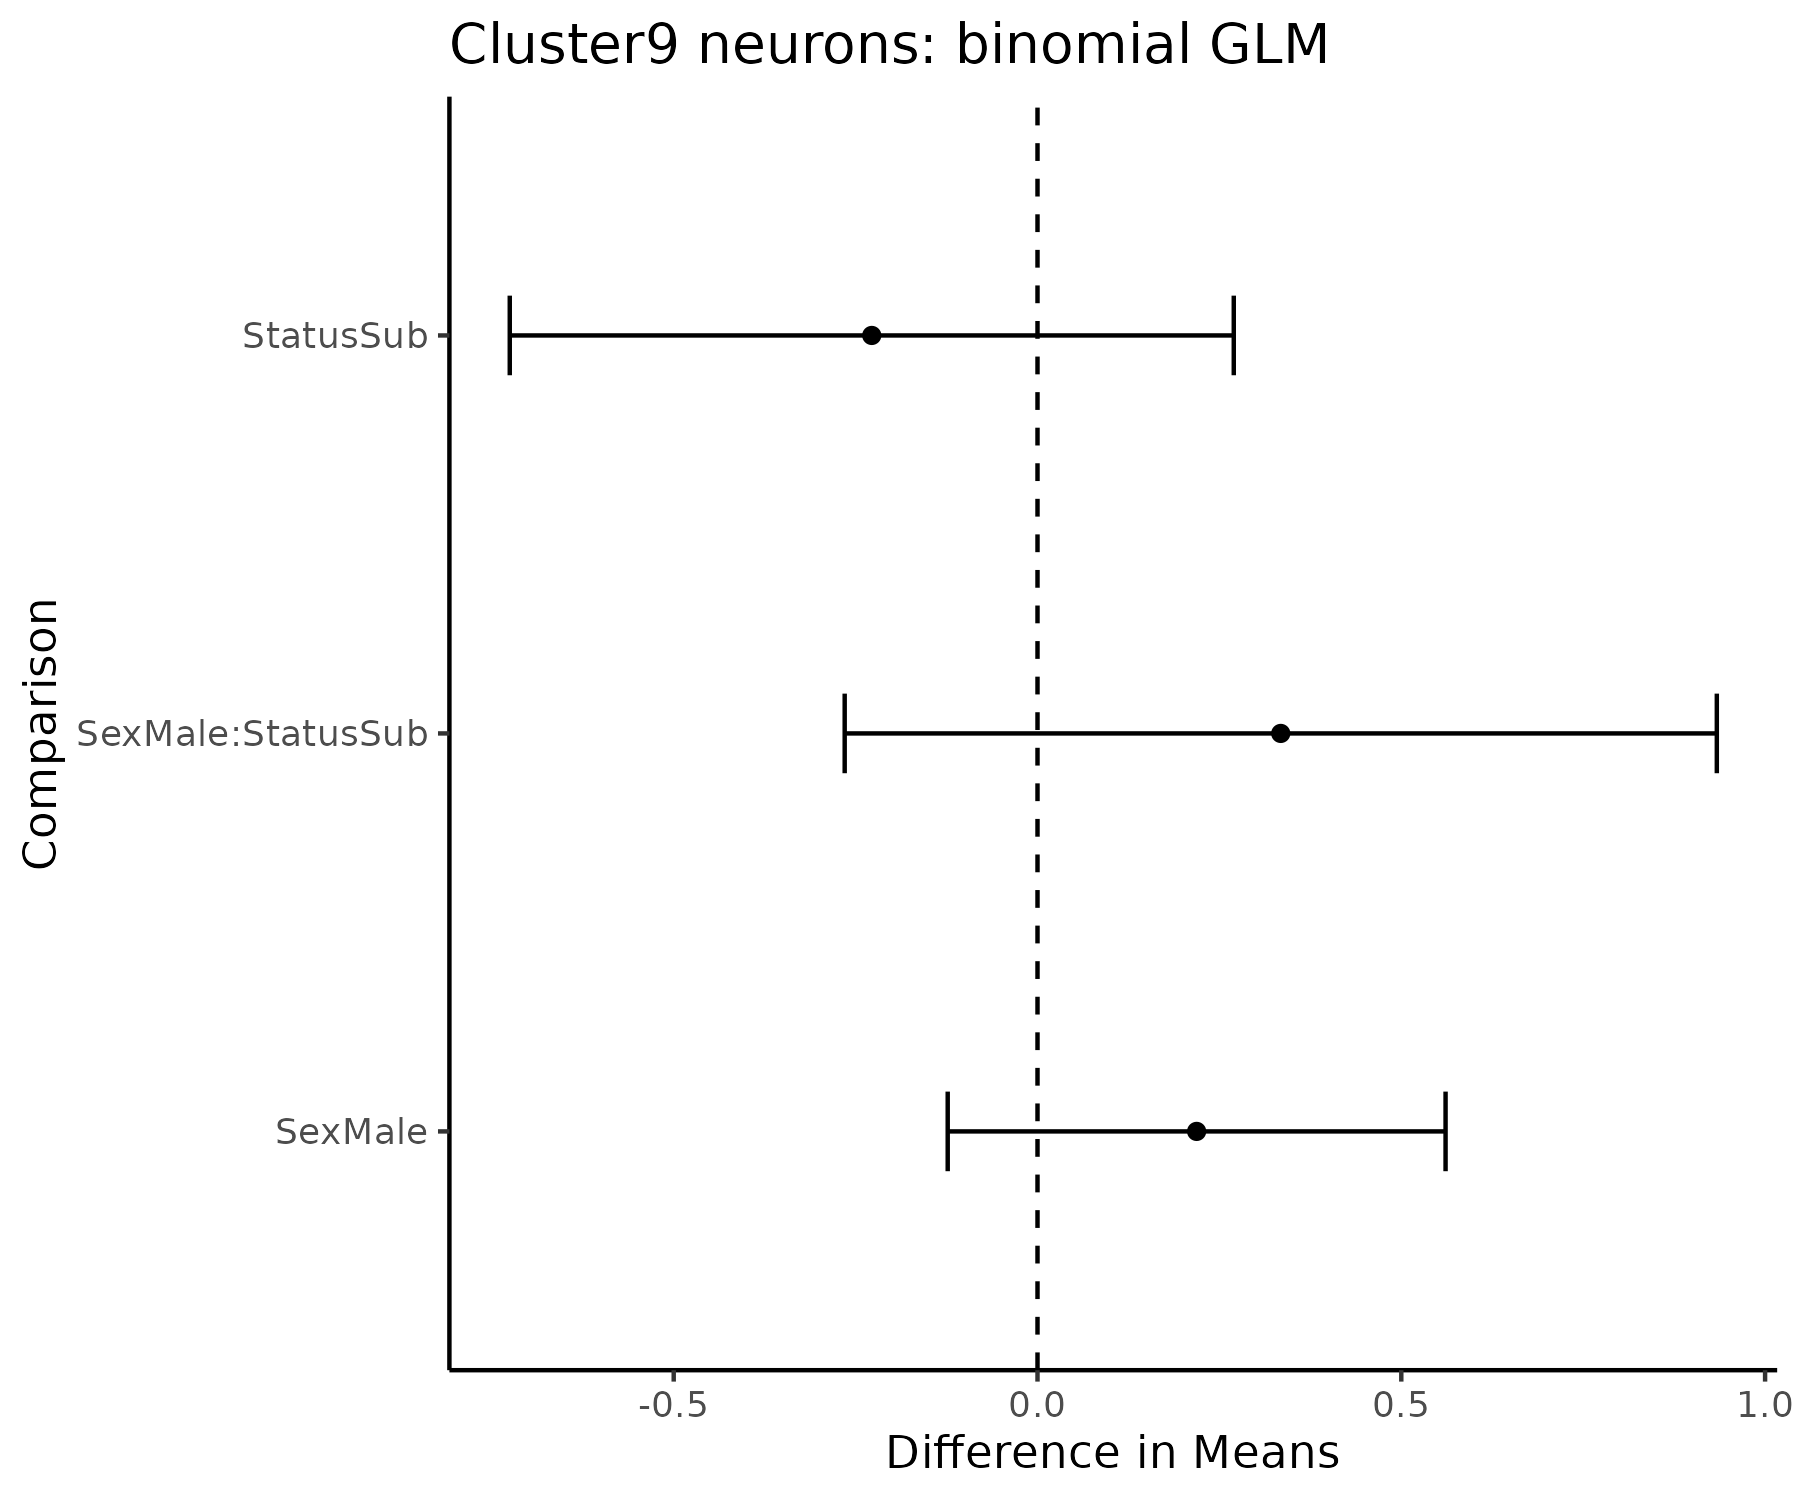 Cluster9 neurons: binomial GLM
Comparison
StatusSub
SexMale:StatusSub
SexMale
-0.5 0.0 0.5 1.0
Difference in Means